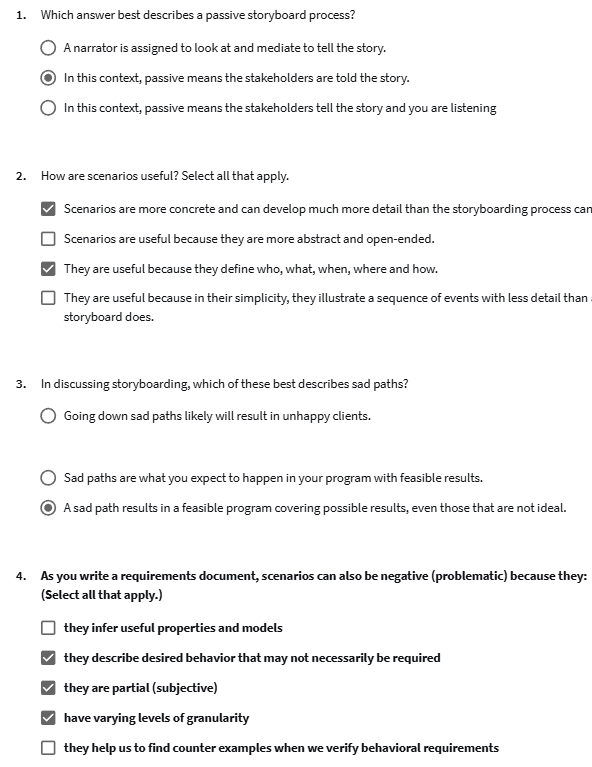 1. Which answer best describes a passive storyboard process?
A narrator is assigned to look at and mediate to tell the story.
In this context, passive means the stakeholders are told the story.
In this context, passive means the stakeholders tell the story and you are listening
2. How are scenarios useful? Select all that apply.
Scenarios are more concrete and can develop much more detail than the storyboarding process can
Scenarios are useful because they are more abstract and open-ended.
They are useful because they define who, what, when, where and how.
They are useful because in their simplicity, they illustrate a sequence of events with less detail than
storyboard does.
3. In discussing storyboarding, which of these best describes sad paths?
Going down sad paths likely will result in unhappy clients.
Sad paths are what you expect to happen in your program with feasible results.
A sad path results in a feasible program covering possible results, even those that are not ideal.
4. As you write a requirements document, scenarios can also be negative (problematic) because they:
(Select all that apply.)
they infer useful properties and models
they describe desired behavior that may not necessarily be required
they are partial (subjective)
have varying levels of granularity
they help us to find counter examples when we verify behavioral requirements